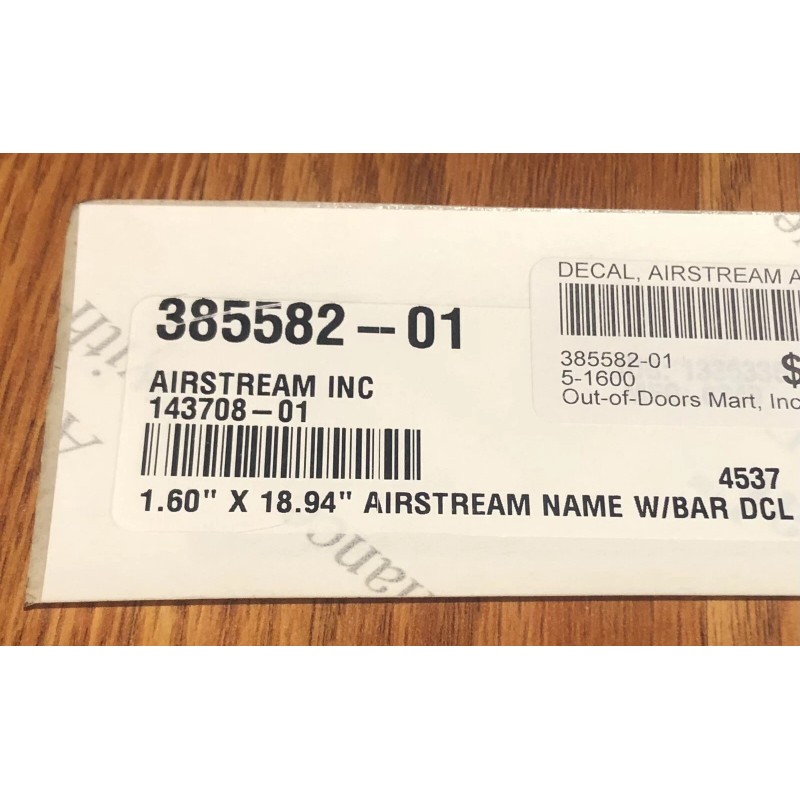 385582-01
AIRSTREAM INC
143708-01
4537
1.60" X 18.94" AIRSTREAM NAME W/BAR DCL
DECAL, AIRSTREAM A
385582-01
$
5-1600
Out-of-Doors Mart, Inc